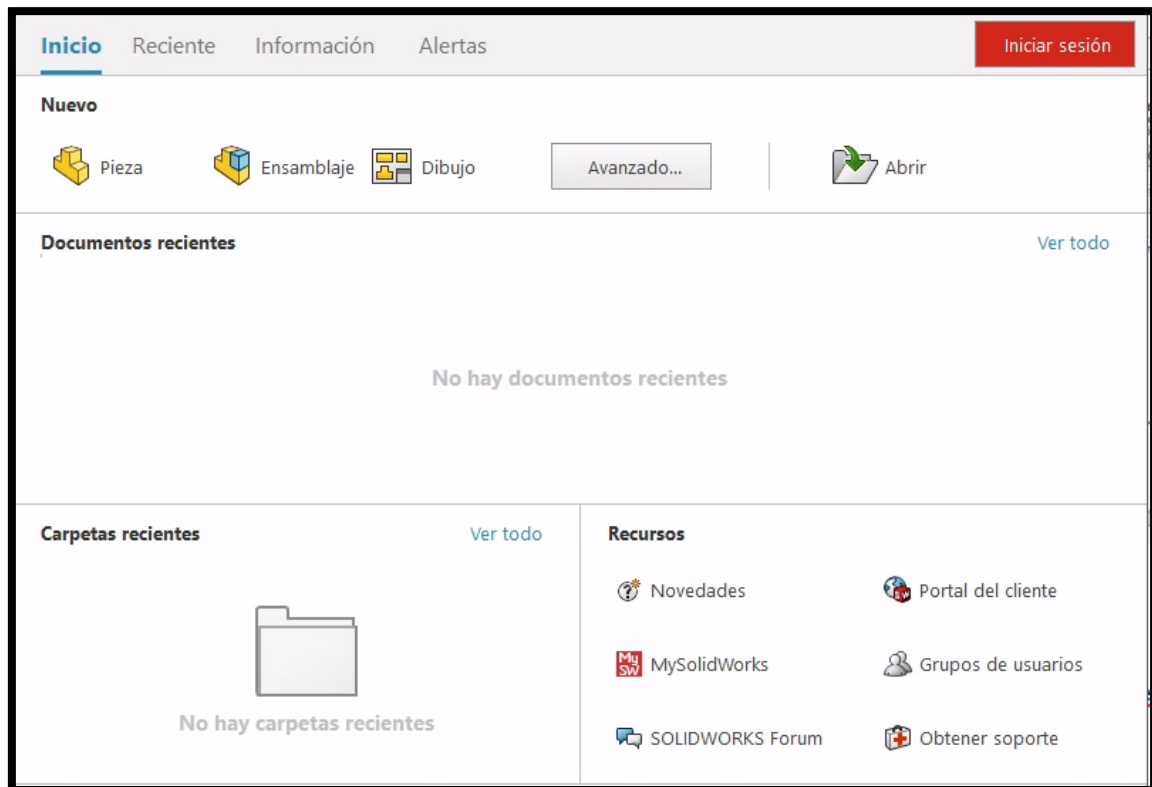 Inicio Reciente Información Alertas Iniciar sesión
Nuevo
Pieza Ensamblaje Dibujo Avanzado... Abrir
Documentos recientes Ver todo
No hay documentos recientes
Carpetas recientes Ver todo
No hay carpetas recientes
Recursos
Novedades Portal del cliente
My SW MySolidWorks Grupos de usuarios
SOLIDWORKS Forum Obtener soporte